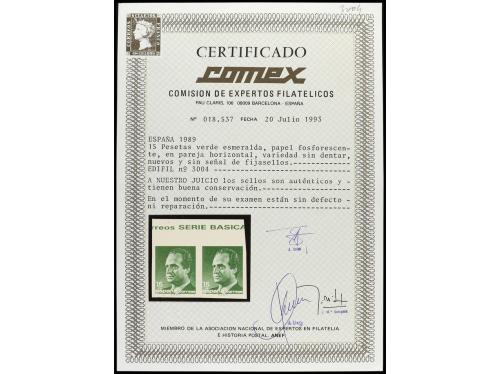 3004
CERTIFICADO
comex
COMISION DE EXPERTOS FILATELICOS
PAU CLARIS, 106 08009 BARCELONA - ESPAÑA
Nº 018,537 FECHA 20 Julio 1993
ESPAÑA 1989
15 Pesetas verde esmeralda, papel fosforescen-
te, en pareja horizontal, variedad sin dentar,
nuevos y sin señal de fijasellos.
EDIFIL nº 3004
A NUESTRO JUICIO los sellos son auténticos y
tienen buena conservación.
En el momento de su examen están sin defecto
ni reparación.
rreos SERIE BASICA
15 15
MIEMBRO DE LA ASOCIACION NACIONAL DE EXPERTOS EN FILATELIA
E HISTORIA POSTAL. ANEF